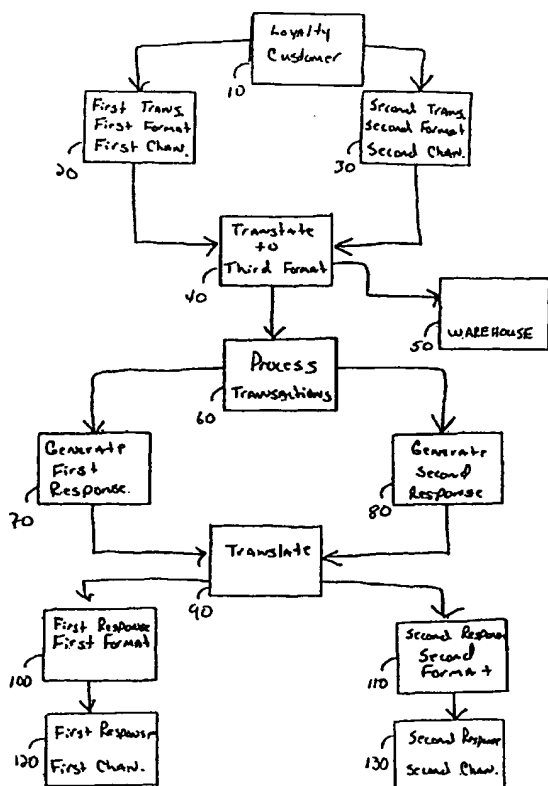 Loyalty
Customer
10
First Trans.
First Format
First Chan.
20
Second Trans.
Second Format
Second Chan.
30
Translate
to
Third Format
40
WAREHOUSE
50
Process
Transactions
60
Generate
First
Response.
70
Generate
Second
Response
80
Translate
90
First Response
First Format
100
Second Response
Second
Format
110
First Response
First Chan.
120
Second Response
Second Chan.
130